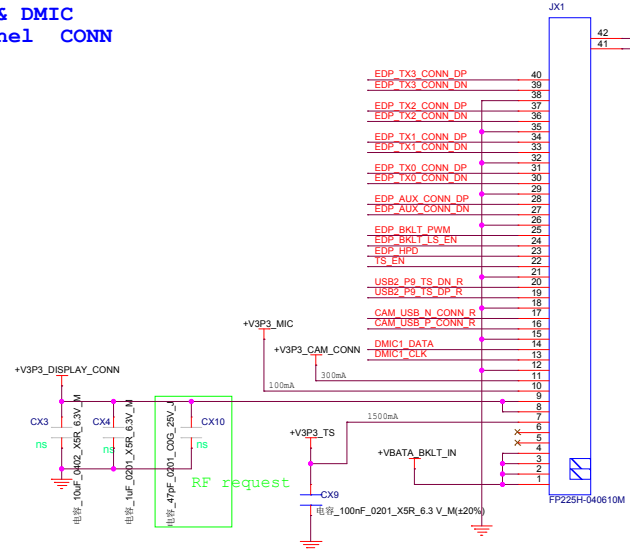 & DMIC
nel CONN
JX1
42
41
EDP_TX3_CONN_DP 40
EDP_TX3_CONN_DN 39
38
EDP_TX2_CONN_DP 37
EDP_TX2_CONN_DN 36
35
EDP_TX1_CONN_DP 34
EDP_TX1_CONN_DN 33
32
EDP_TX0_CONN_DP 31
EDP_TX0_CONN_DN 30
29
EDP_AUX_CONN_DP 28
EDP_AUX_CONN_DN 27
26
EDP_BKLT_PWM 25
EDP_BKLT_LS_EN 24
EDP_HPD 23
TS_EN 22
21
USB2_P9_TS_DN_R 20
USB2_P9_TS_DP_R 19
18
CAM_USB_N_CONN_R 17
CAM_USB_P_CONN_R 16
15
DMIC1_DATA 14
DMIC1_CLK 13
12
11
10
9
8
7
6
5
4
3
2
1
FP225H-040610M
+V3P3_MIC
+V3P3_CAM_CONN
300mA
100mA
+V3P3_DISPLAY_CONN
1500mA
+V3P3_TS
+VBATA_BKLT_IN
CX3
ns
电容_10uF_0402_X5R_6.3V_M
CX4
ns
电容_1uF_0201_X5R_6.3V_M
CX10
ns
电容_47pF_0201_C0G_25V_J
RF request
CX9
电容_100nF_0201_X5R_6.3 V_M(±20%)